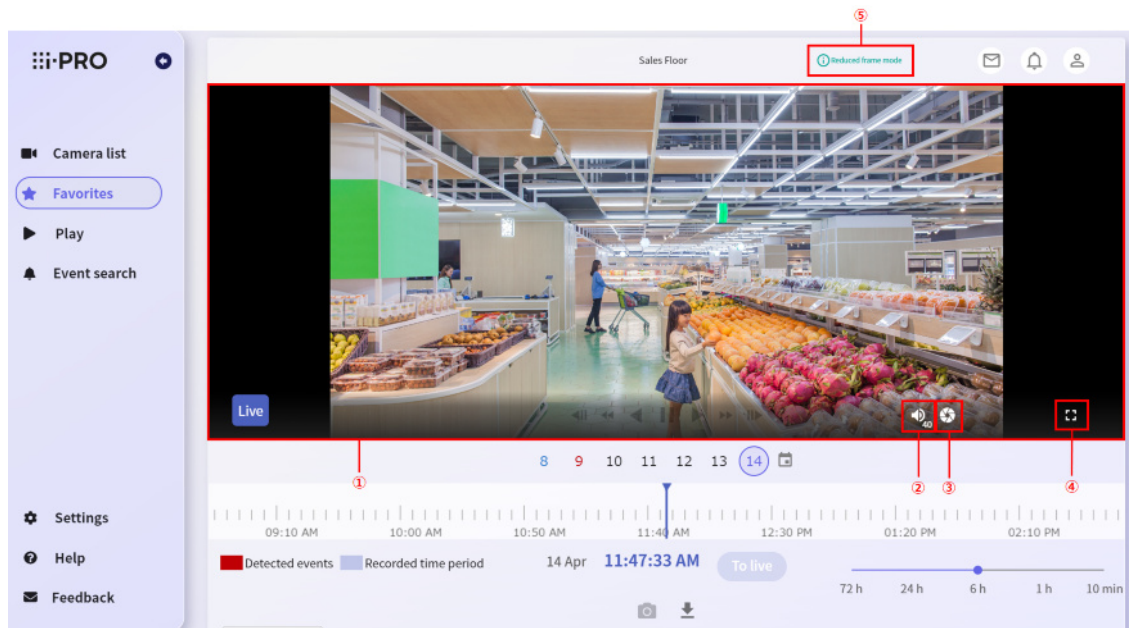 ⑤
i-PRO
Sales Floor
Reduced frame mode
Camera list
Favorites
Play
Event search
Live
40
8 9 10 11 12 13 14
① ② ③ ④
09:10 AM 10:00 AM 10:50 AM 11:40 AM 12:30 PM 01:20 PM 02:10 PM
Settings
Help
Feedback
Detected events Recorded time period 14 Apr 11:47:33 AM To live
72 h 24 h 6 h 1 h 10 min